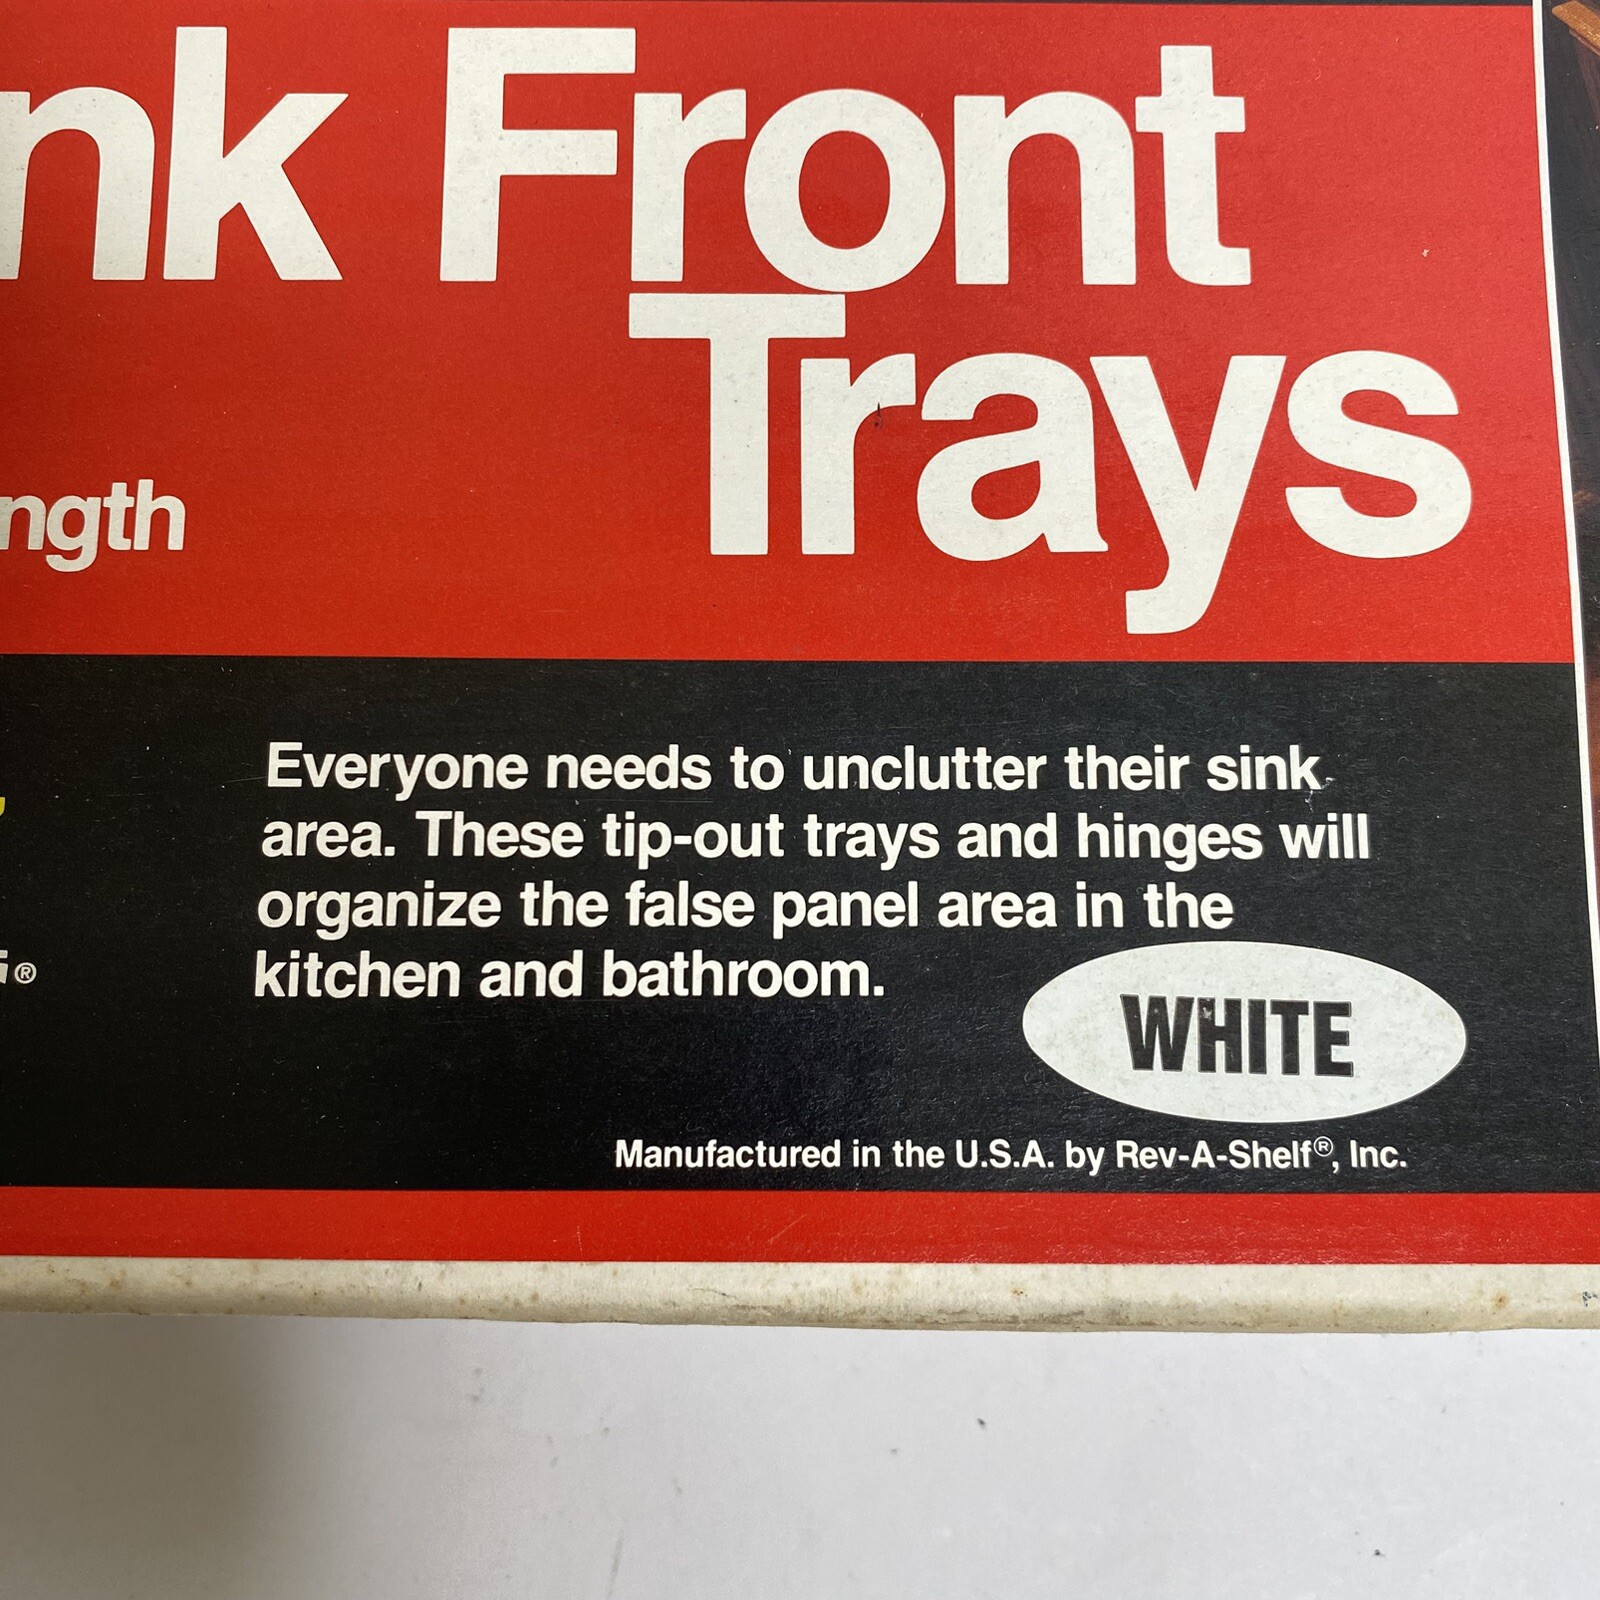 nk Front
Trays
ngth
Everyone needs to unclutter their sink
area. These tip-out trays and hinges will
organize the false panel area in the
kitchen and bathroom.
®
WHITE
Manufactured in the U.S.A. by Rev-A-Shelf®, Inc.